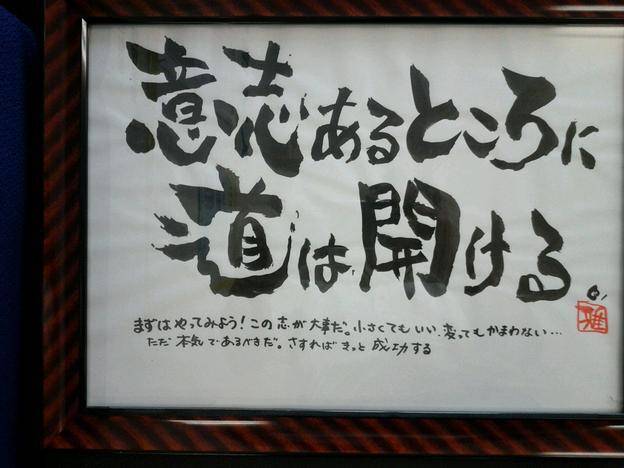 意志あるところに
道は開ける。
まずはやってみよう!この志が大事だ。小さくてもいい、変ってもかまわない…
ただ本気であるべきだ。さすればきっと成功する